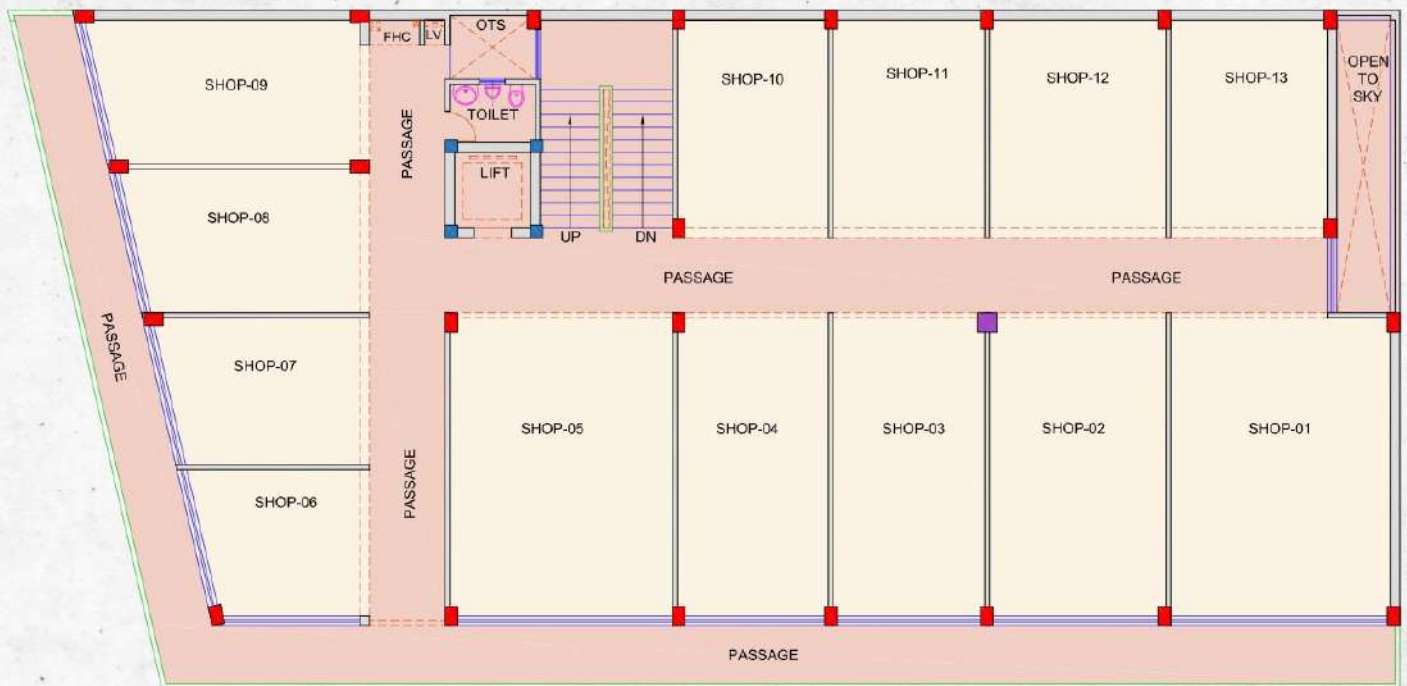 OTS
FHC
LV
OPEN
TO
SKY
SHOP-09
SHOP-10
SHOP-11
SHOP-12
SHOP-13
TOILET
PASSAGE
LIFT
SHOP-08
UP
DN
PASSAGE
PASSAGE
PASSAGE
SHOP-07
SHOP-05
SHOP-04
SHOP-03
SHOP-02
SHOP-01
PASSAGE
SHOP-06
PASSAGE